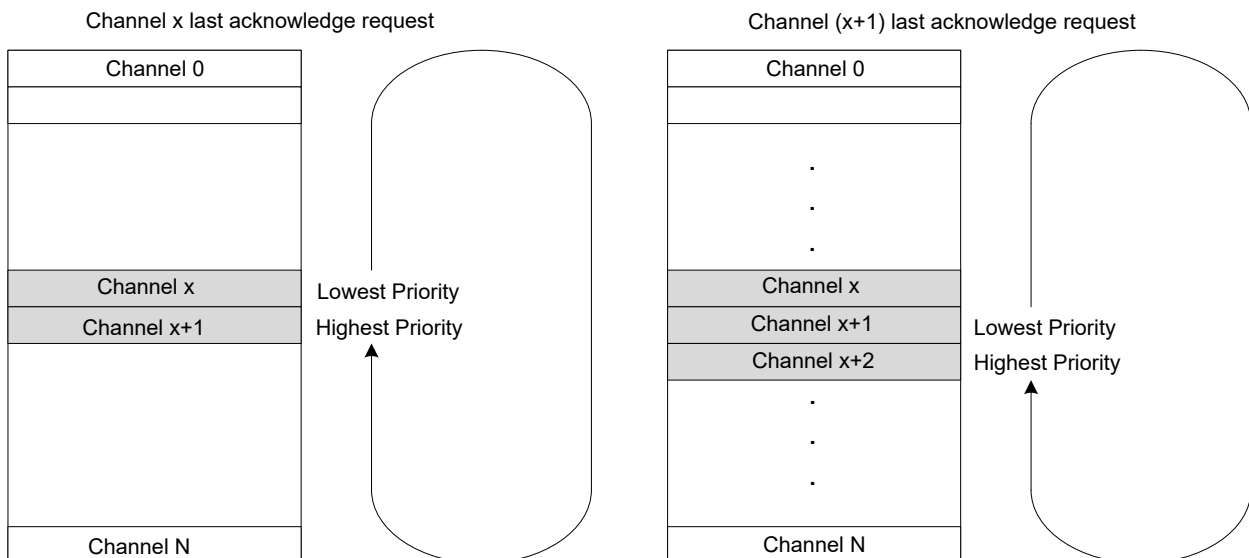 Channel x last acknowledge request
Channel 0
Channel x
Lowest Priority
Channel x+1
Highest Priority
Channel N
Channel (x+1) last acknowledge request
Channel 0
.
.
.
Channel x
Channel x+1
Lowest Priority
Channel x+2
Highest Priority
.
.
.
Channel N